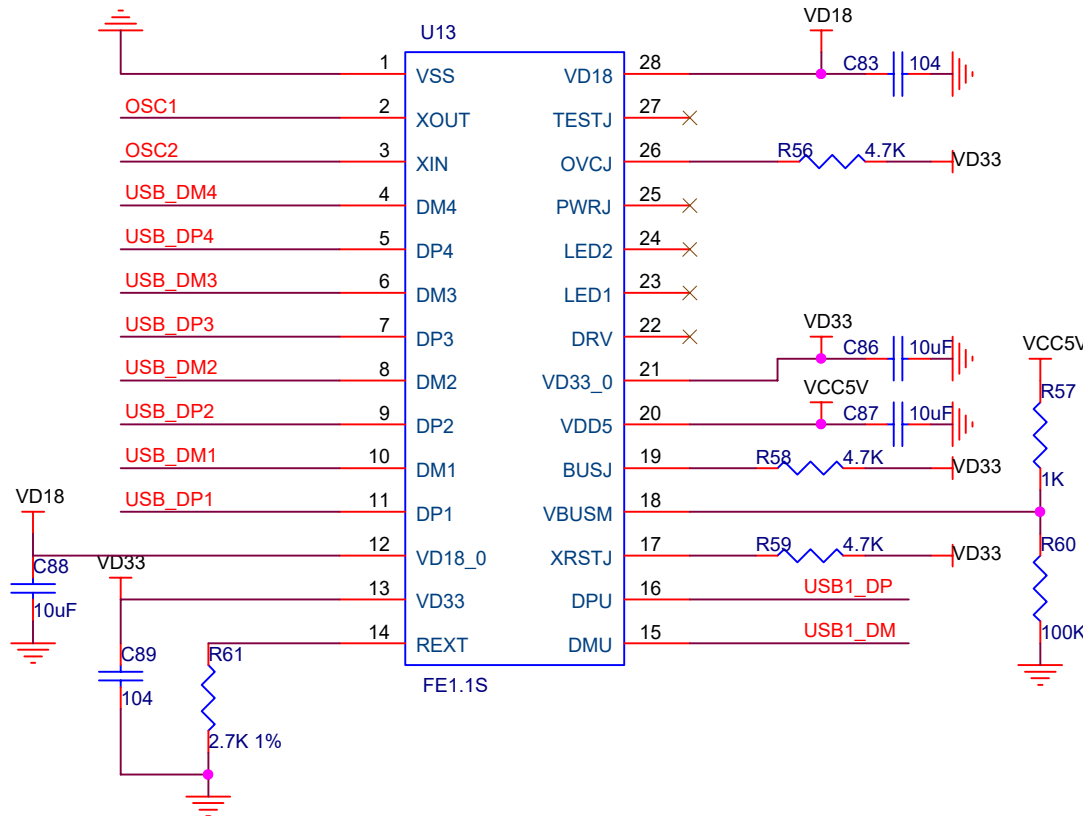 U13
VD18
1 VSS VD18 28 C83 104
OSC1 2 XOUT TESTJ 27
OSC2 3 XIN OVCJ 26 R56 4.7K VD33
USB_DM4 4 DM4 PWRJ 25
USB_DP4 5 DP4 LED2 24
USB_DM3 6 DM3 LED1 23
USB_DP3 7 DP3 DRV 22
VD33 C86 10uF VCC5V
USB_DM2 8 DM2 VD33_0 21
VCC5V R57
USB_DP2 9 DP2 VDD5 20 C87 10uF
USB_DM1 10 DM1 BUSJ 19 R58 4.7K VD33
1K
VD18 USB_DP1 11 DP1 VBUSM 18
12 VD18_0 XRSTJ 17 R59 4.7K VD33 R60
C88 VD33
10uF 13 VD33 DPU 16 USB1_DP
14 REXT DMU 15 USB1_DM 100K
C89 R61
104
FE1.1S
2.7K 1%